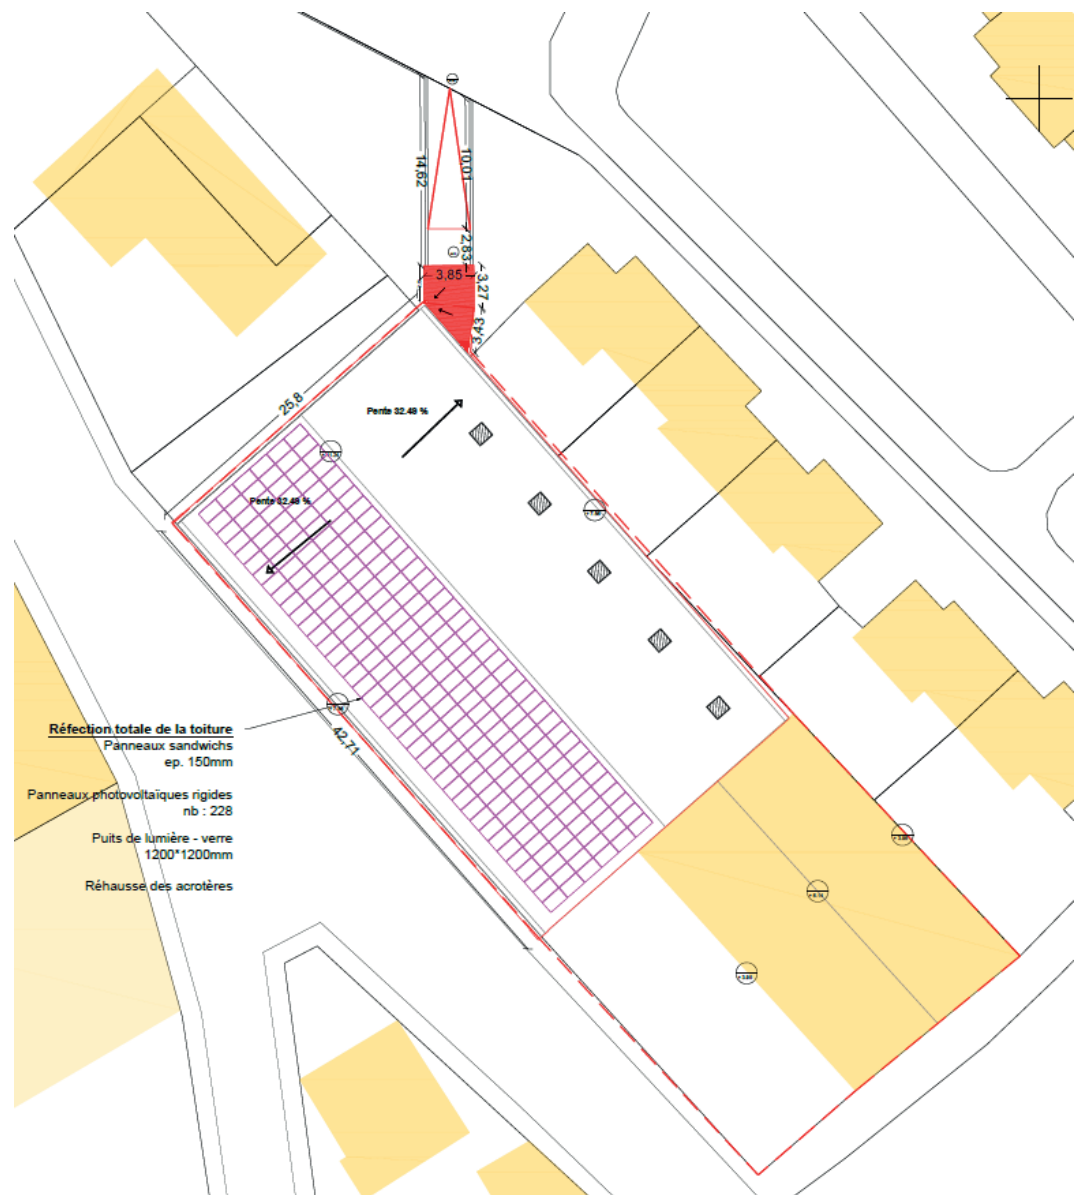 14,62
10,01
2,83
3,85
3,27
3,43
25,8
Pente 32.49 %
Pente 32.49 %
42,71
Réfection totale de la toiture
Panneaux sandwichs
ep. 150mm
Panneaux photovoltaïques rigides
nb : 228
Puits de lumière - verre
1200*1200mm
Réhausse des acrotères